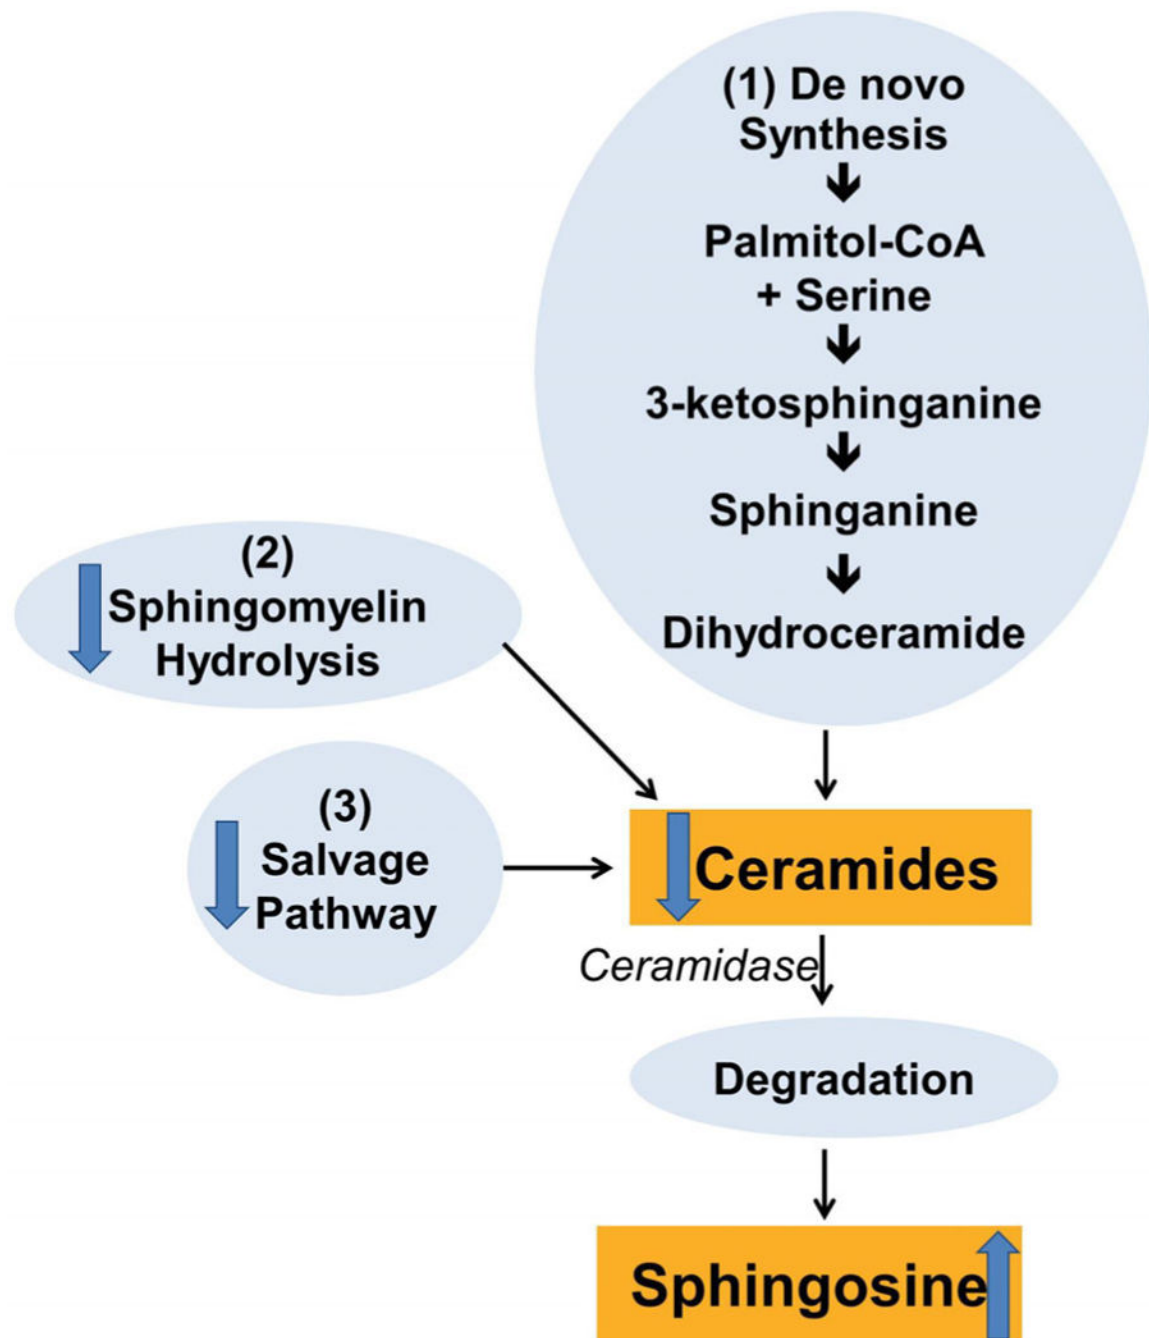 (1) De novo
Synthesis
Palmitol-CoA
+ Serine
3-ketosphinganine
Sphinganine
Dihydroceramide
(2)
Sphingomyelin
Hydrolysis
(3)
Salvage
Pathway
Ceramides
Ceramidase
Degradation
Sphingosine